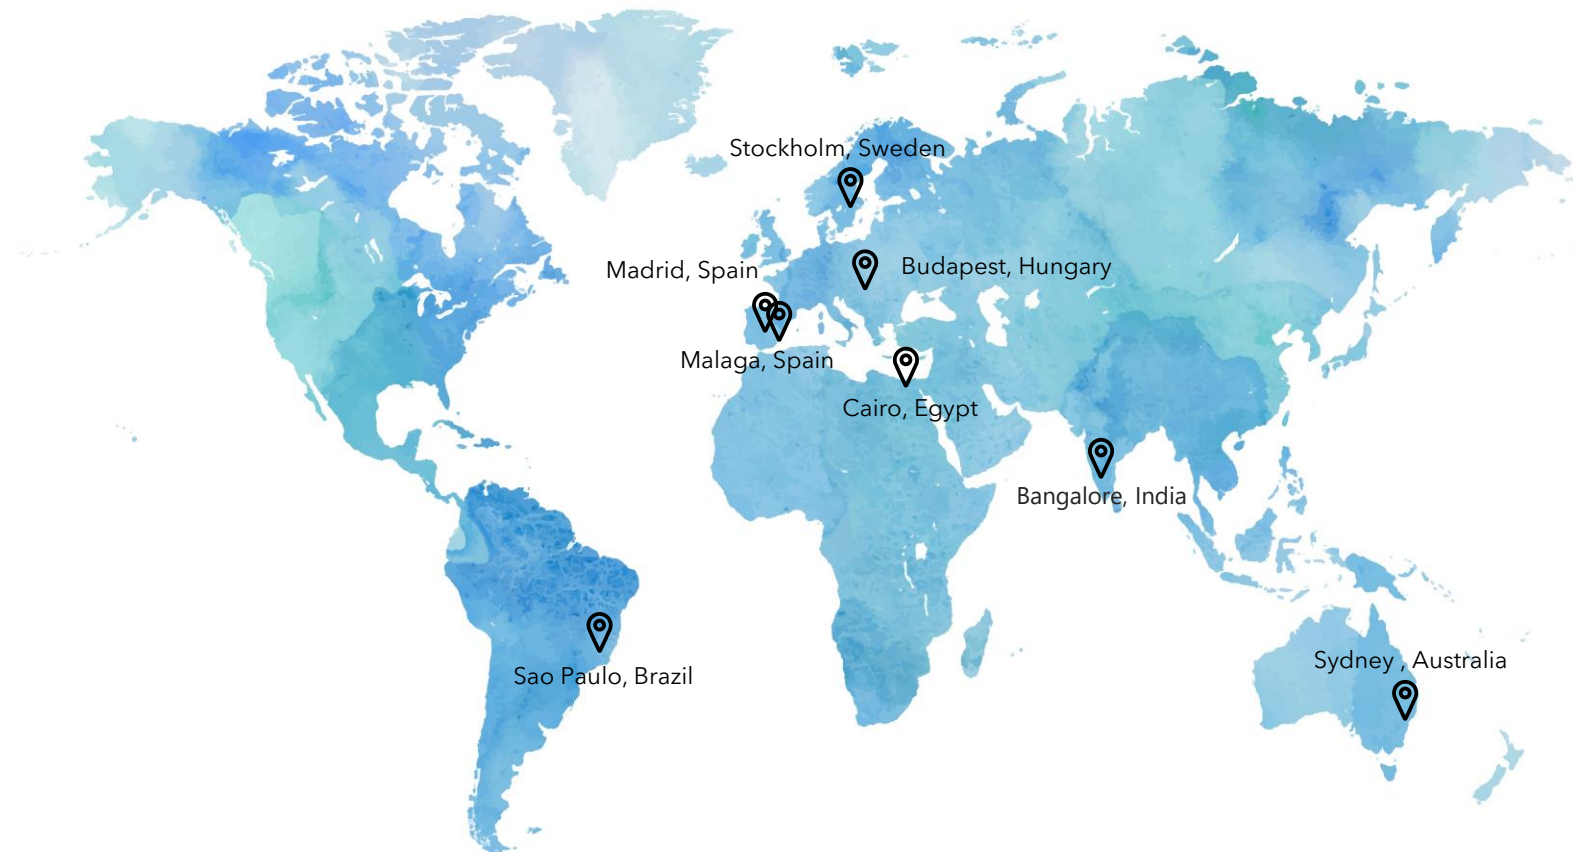 Stockholm, Sweden
Madrid, Spain
Budapest, Hungary
Malaga, Spain
Cairo, Egypt
Bangalore, India
Sao Paulo, Brazil
Sydney , Australia